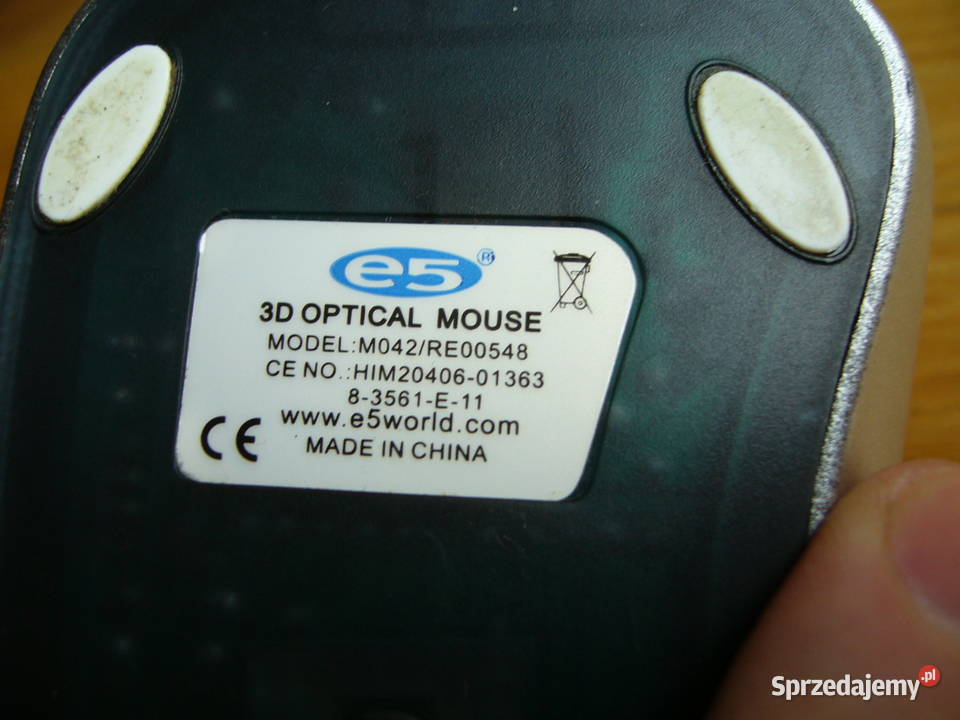 e5®
3D OPTICAL MOUSE
MODEL:M042/RE00548
CE NO.:HIM20406-01363
8-3561-E-11
www.e5world.com
CE
MADE IN CHINA
Sprzedajemy.pl